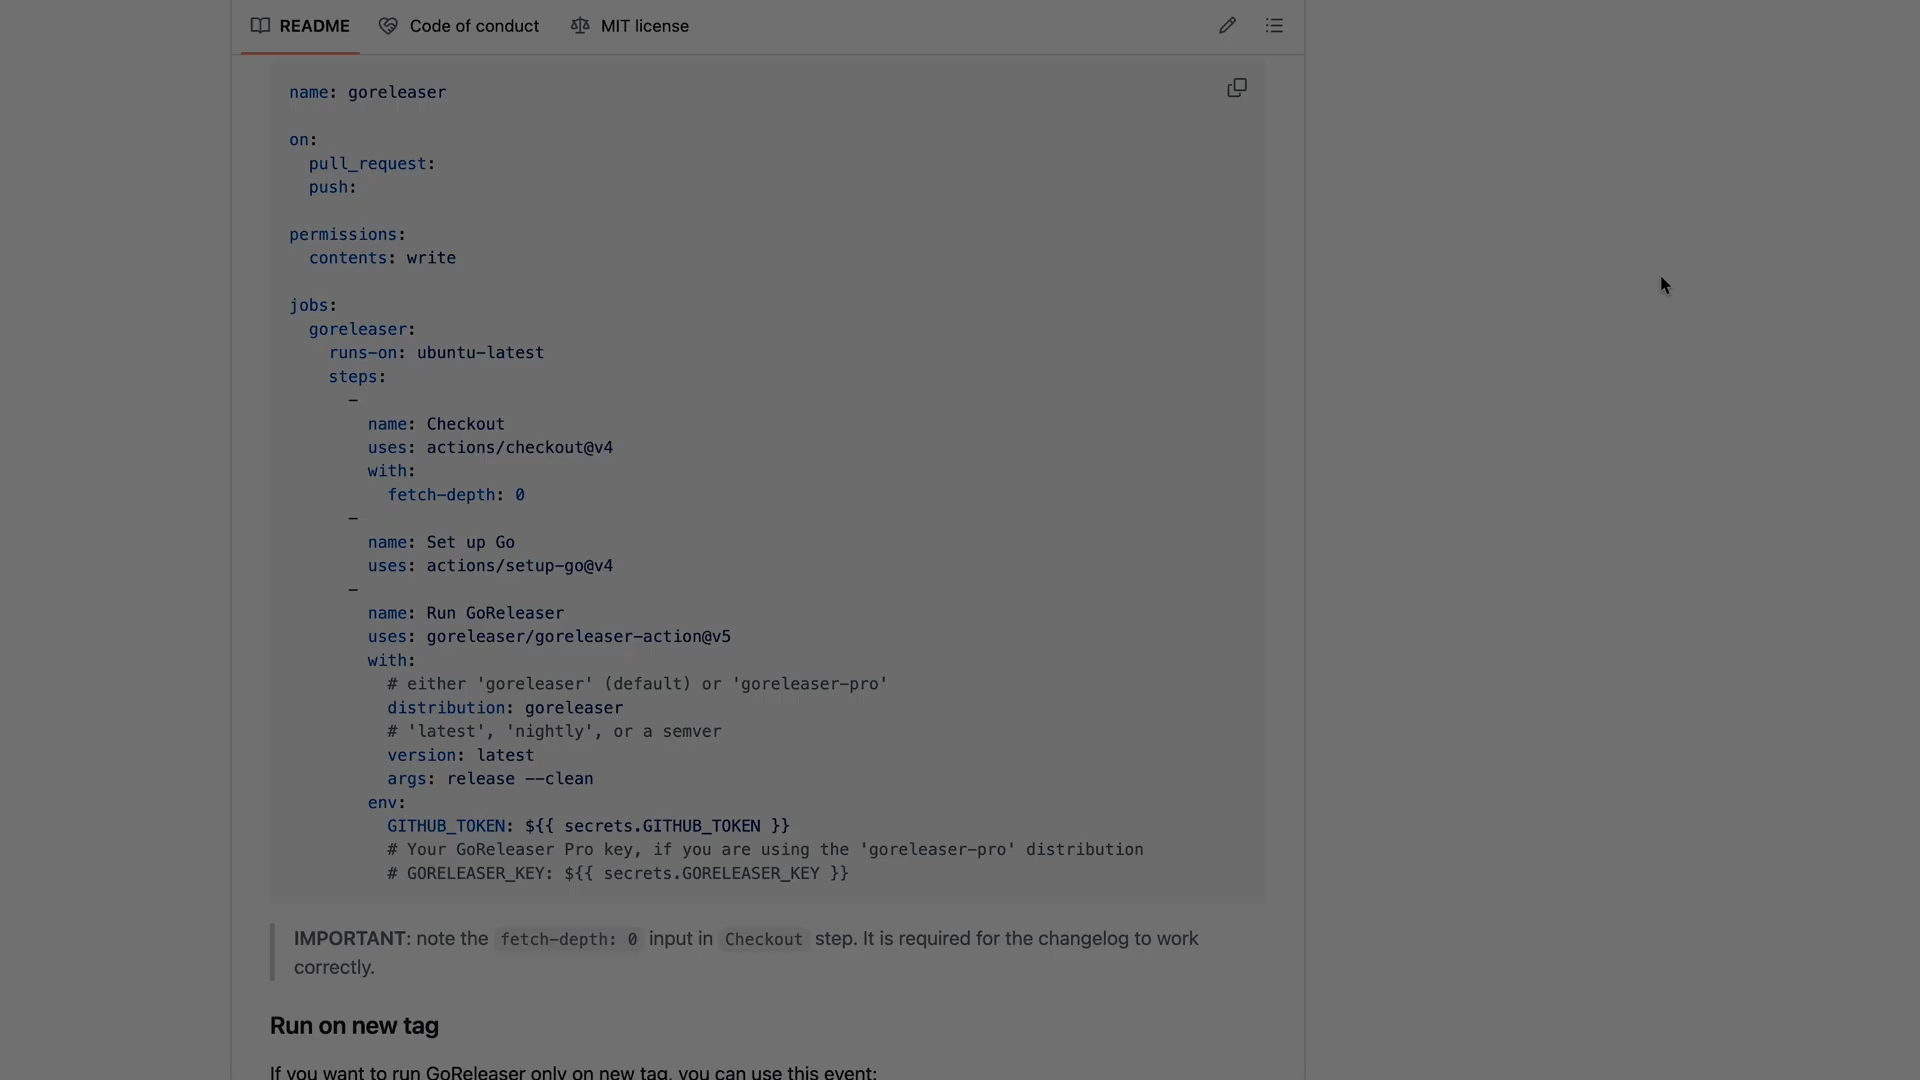 README Code of conduct MIT license
name: goreleaser
on:
  pull_request:
  push:
permissions:
  contents: write
jobs:
  goreleaser:
    runs-on: ubuntu-latest
    steps:
      -
        name: Checkout
        uses: actions/checkout@v4
        with:
          fetch-depth: 0
      -
        name: Set up Go
        uses: actions/setup-go@v4
      -
        name: Run GoReleaser
        uses: goreleaser/goreleaser-action@v5
        with:
          # either 'goreleaser' (default) or 'goreleaser-pro'
          distribution: goreleaser
          # 'latest', 'nightly', or a semver
          version: latest
          args: release --clean
        env:
          GITHUB_TOKEN: ${{ secrets.GITHUB_TOKEN }}
          # Your GoReleaser Pro key, if you are using the 'goreleaser-pro' distribution
          # GORELEASER_KEY: ${{ secrets.GORELEASER_KEY }}
IMPORTANT: note the fetch-depth: 0 input in Checkout step. It is required for the changelog to work
correctly.
Run on new tag
If you want to run GoReleaser only on new tag, you can use this event: